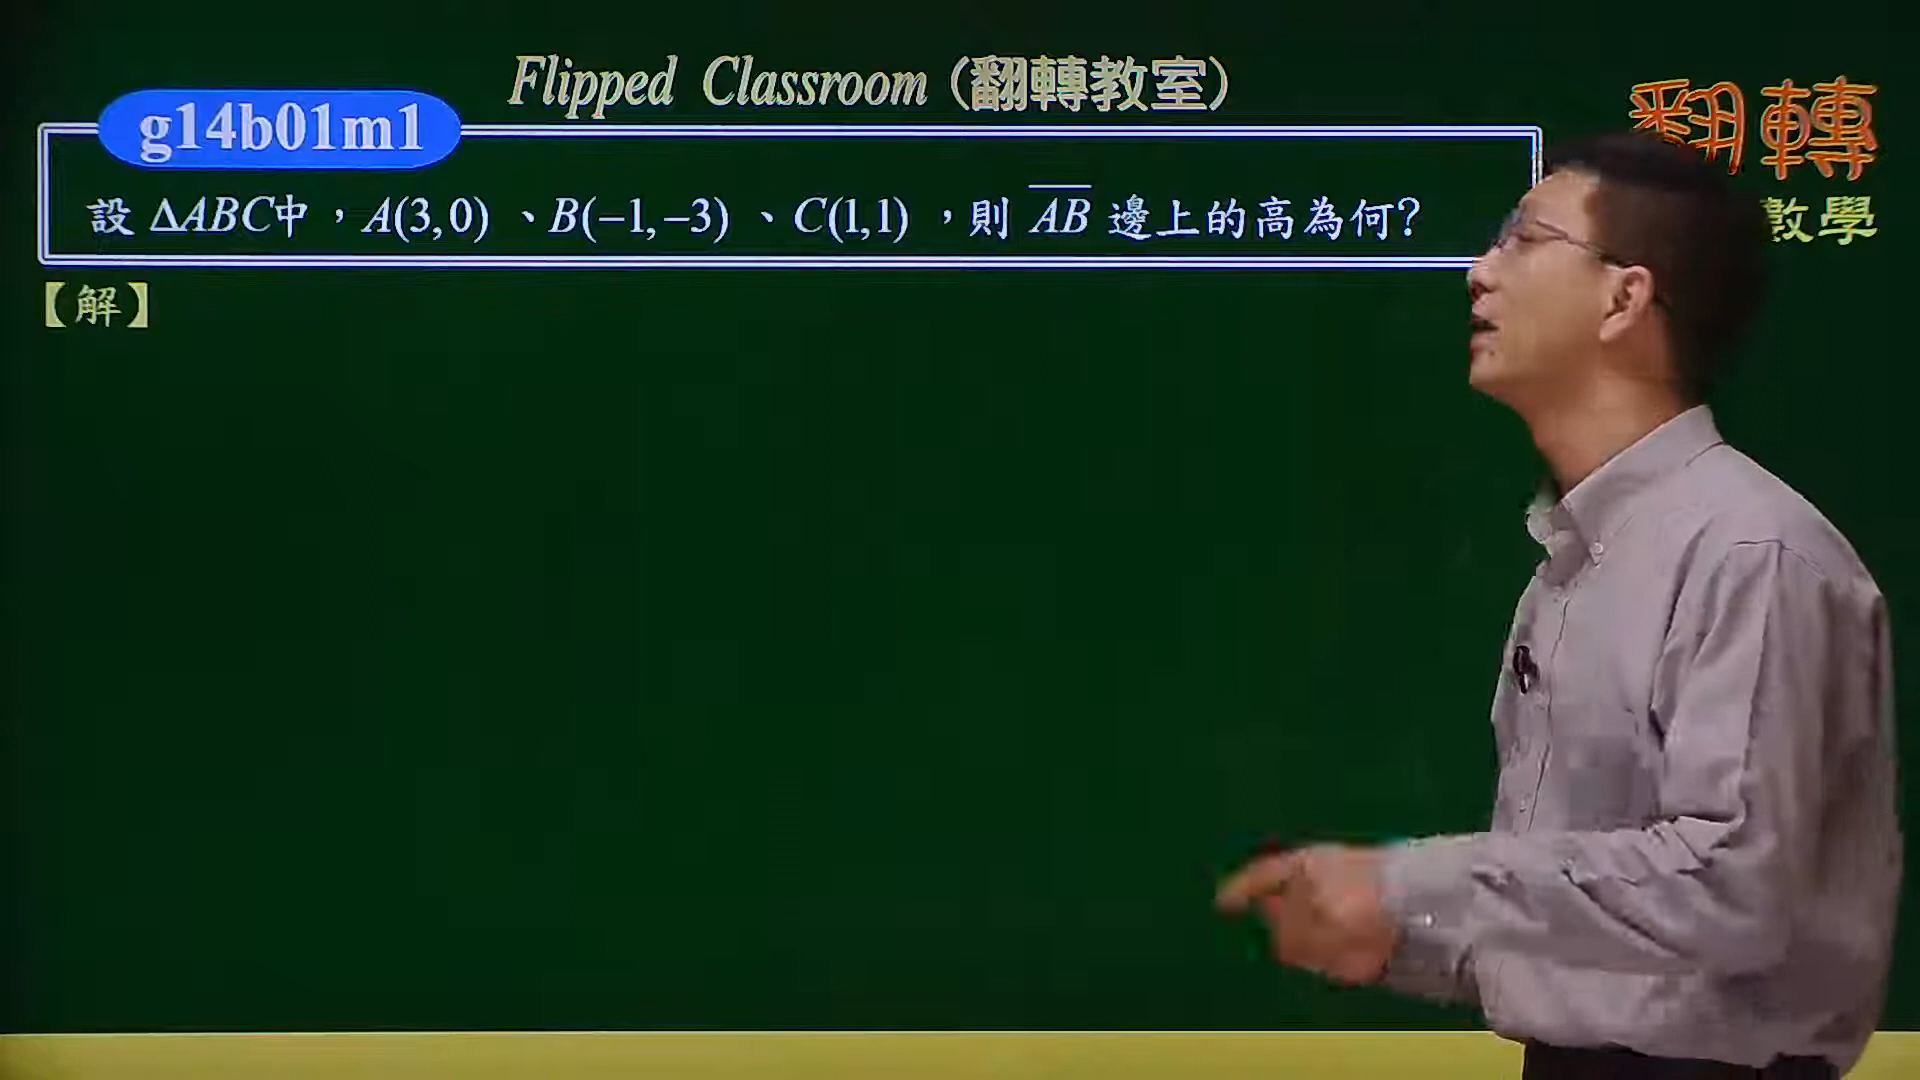 Flipped Classroom (翻轉教室)
翻轉
數學
g14b01m1
設 ΔABC中，A(3,0)、B(−1,−3)、C(1,1)，則 \overline{AB} 邊上的高為何?
【解】